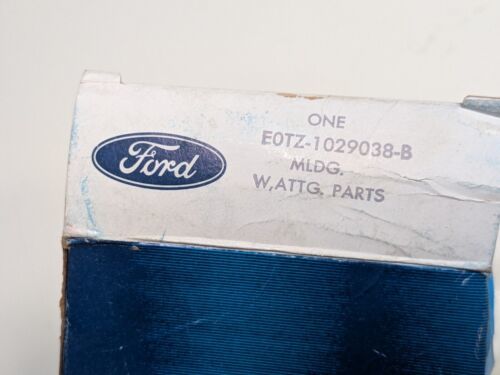 Ford
ONE
E0TZ-1029038-B
MLDG.
W,ATTG. PARTS